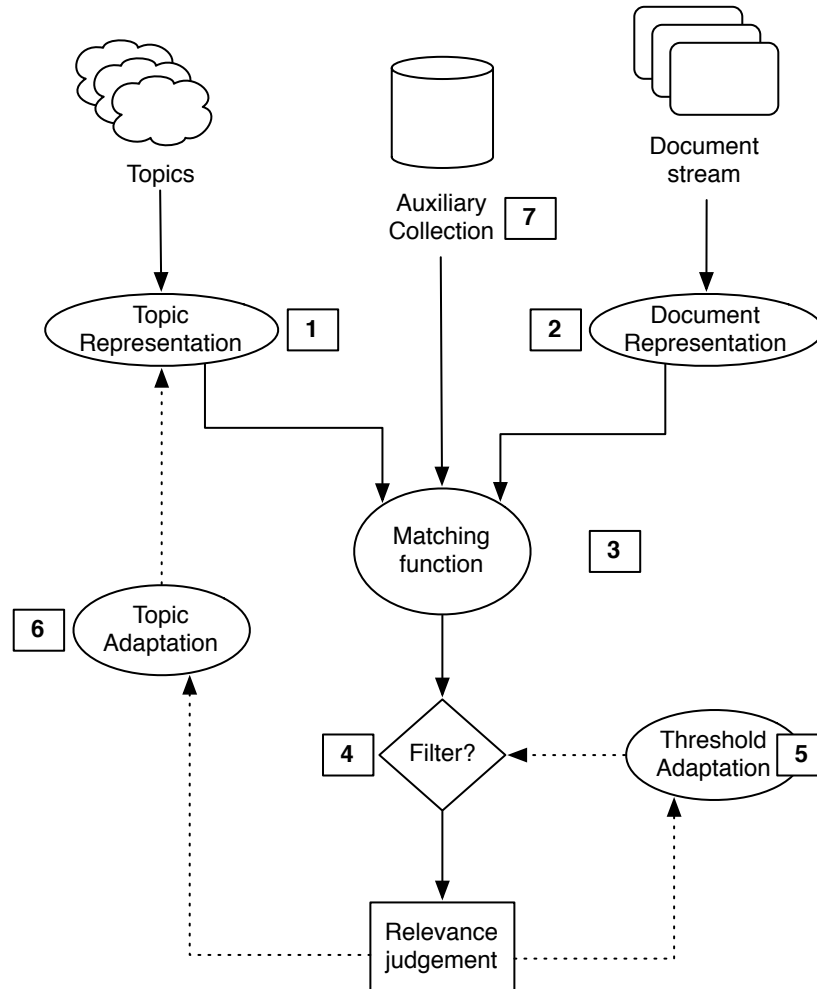 Topics
Auxiliary
Collection
7
Document
stream
Topic
Representation
1
2
Document
Representation
Matching
function
3
6
Topic
Adaptation
4
Filter?
Threshold
Adaptation
5
Relevance
judgement